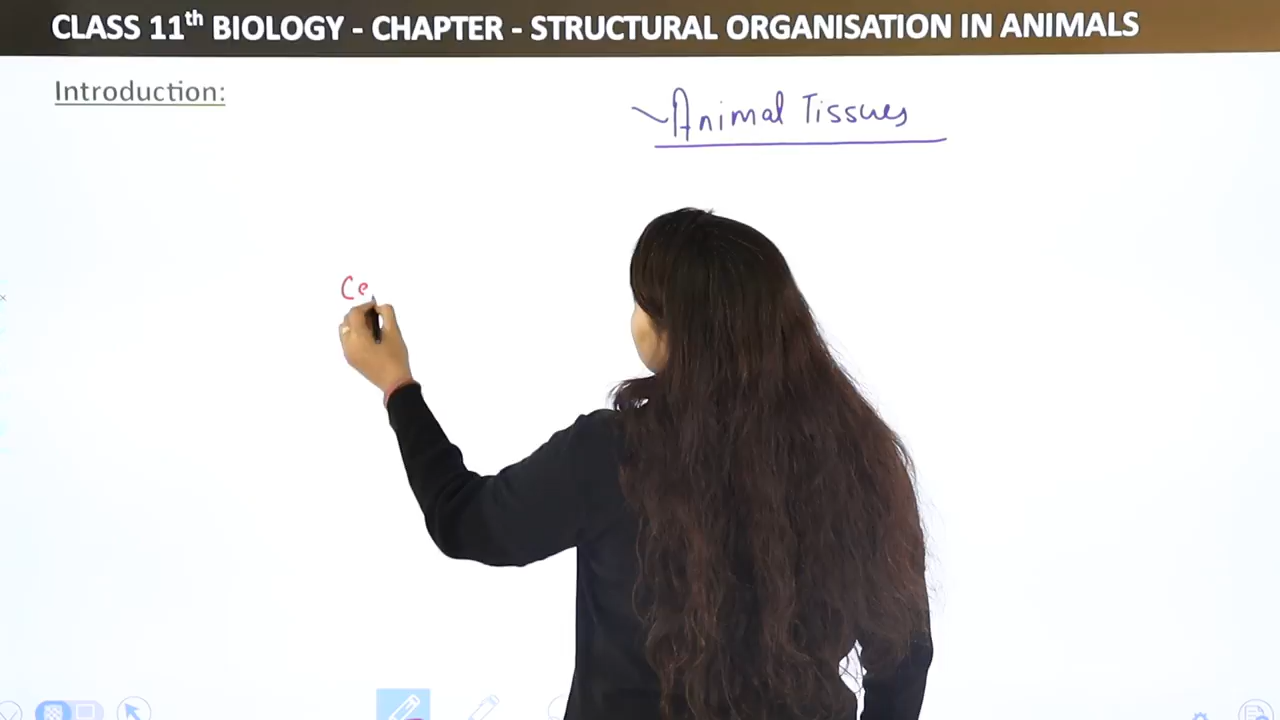 CLASS 11th BIOLOGY - CHAPTER - STRUCTURAL ORGANISATION IN ANIMALS
Introduction:
Animal Tissues
Ce